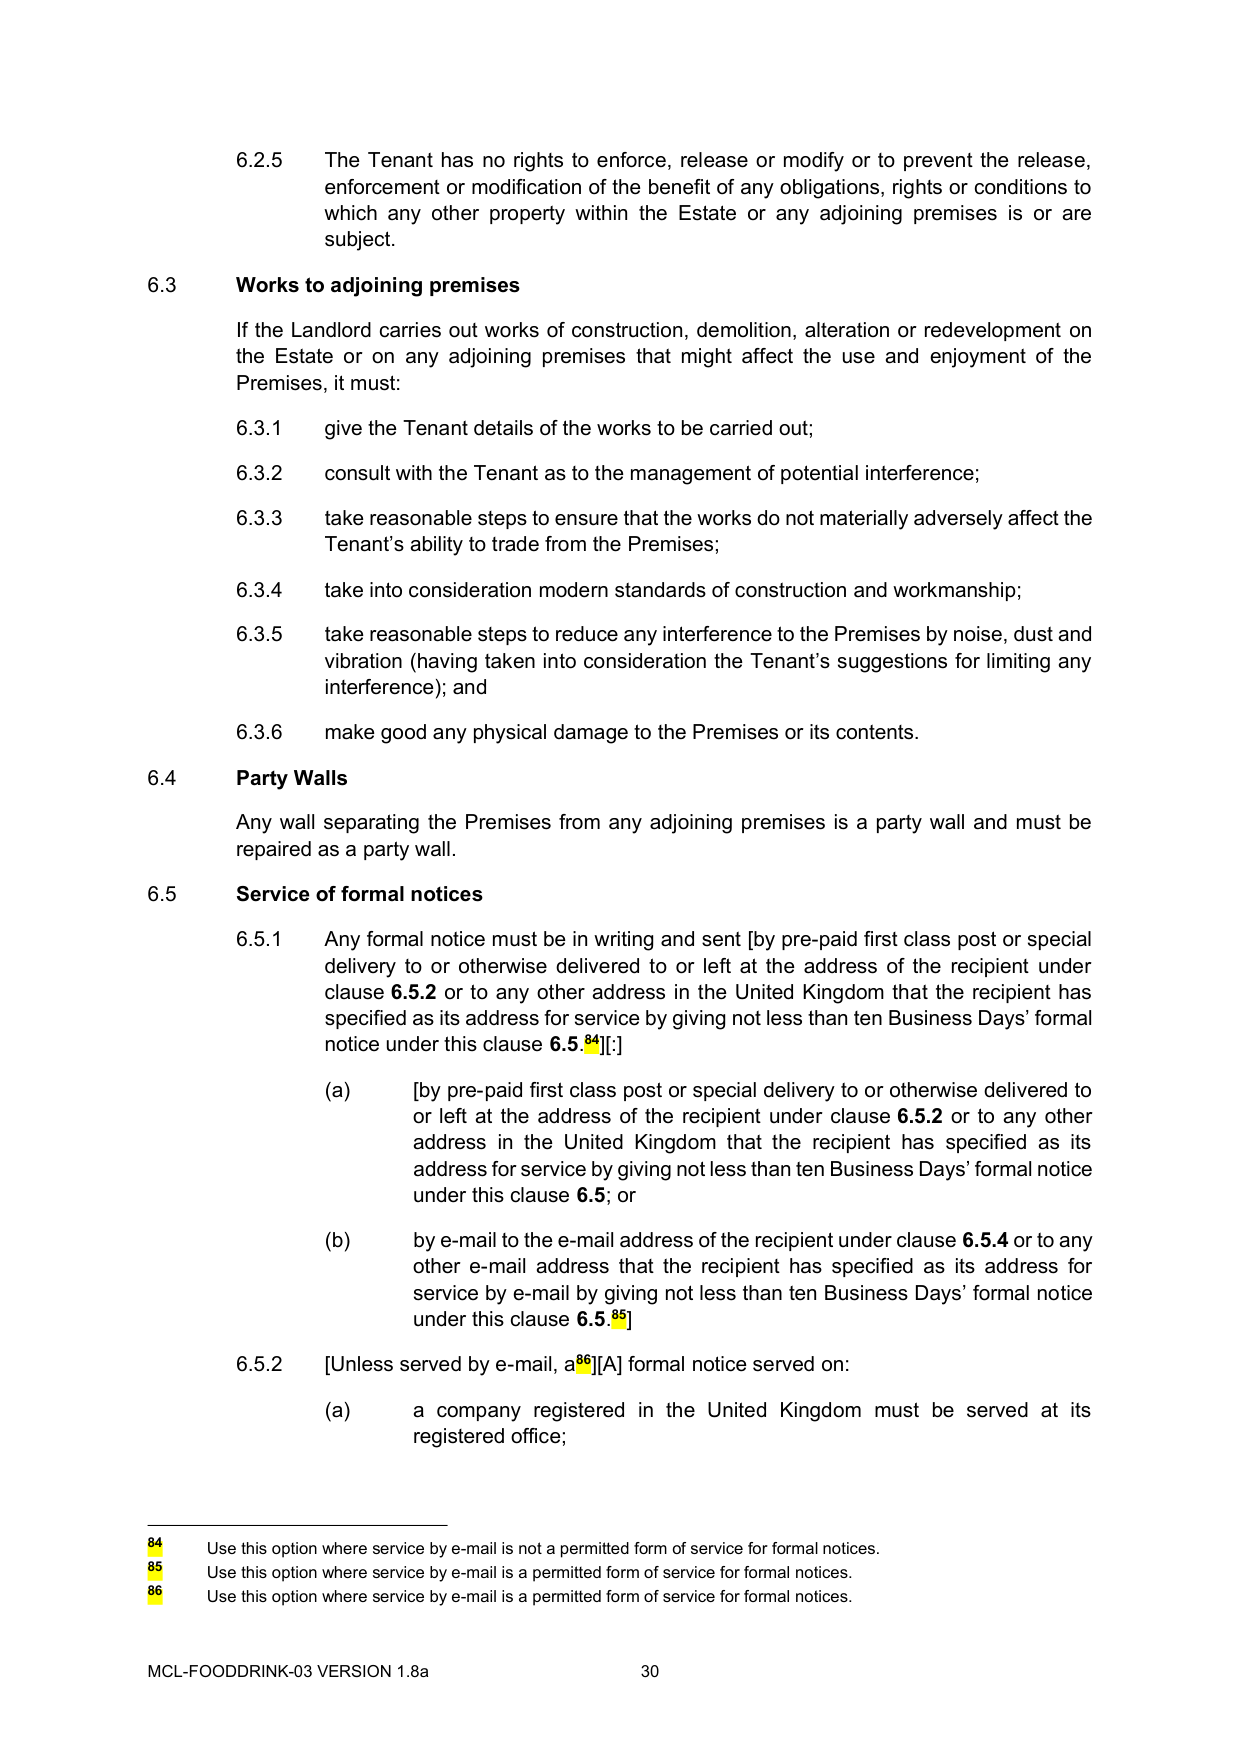 6.2.5 The Tenant has no rights to enforce, release or modify or to prevent the release,
enforcement or modification of the benefit of any obligations, rights or conditions to
which any other property within the Estate or any adjoining premises is or are
subject.
6.3 Works to adjoining premises
If the Landlord carries out works of construction, demolition, alteration or redevelopment on
the Estate or on any adjoining premises that might affect the use and enjoyment of the
Premises, it must:
6.3.1 give the Tenant details of the works to be carried out;
6.3.2 consult with the Tenant as to the management of potential interference;
6.3.3 take reasonable steps to ensure that the works do not materially adversely affect the
Tenant’s ability to trade from the Premises;
6.3.4 take into consideration modern standards of construction and workmanship;
6.3.5 take reasonable steps to reduce any interference to the Premises by noise, dust and
vibration (having taken into consideration the Tenant’s suggestions for limiting any
interference); and
6.3.6 make good any physical damage to the Premises or its contents.
6.4 Party Walls
Any wall separating the Premises from any adjoining premises is a party wall and must be
repaired as a party wall.
6.5 Service of formal notices
6.5.1 Any formal notice must be in writing and sent [by pre-paid first class post or special
delivery to or otherwise delivered to or left at the address of the recipient under
clause 6.5.2 or to any other address in the United Kingdom that the recipient has
specified as its address for service by giving not less than ten Business Days’ formal
notice under this clause 6.5.84][:]
(a) [by pre-paid first class post or special delivery to or otherwise delivered to
or left at the address of the recipient under clause 6.5.2 or to any other
address in the United Kingdom that the recipient has specified as its
address for service by giving not less than ten Business Days’ formal notice
under this clause 6.5; or
(b) by e-mail to the e-mail address of the recipient under clause 6.5.4 or to any
other e-mail address that the recipient has specified as its address for
service by e-mail by giving not less than ten Business Days’ formal notice
under this clause 6.5.85]
6.5.2 [Unless served by e-mail, a86][A] formal notice served on:
(a) a company registered in the United Kingdom must be served at its
registered office;
84 Use this option where service by e-mail is not a permitted form of service for formal notices.
85 Use this option where service by e-mail is a permitted form of service for formal notices.
86 Use this option where service by e-mail is a permitted form of service for formal notices.
MCL-FOODDRINK-03 VERSION 1.8a 30